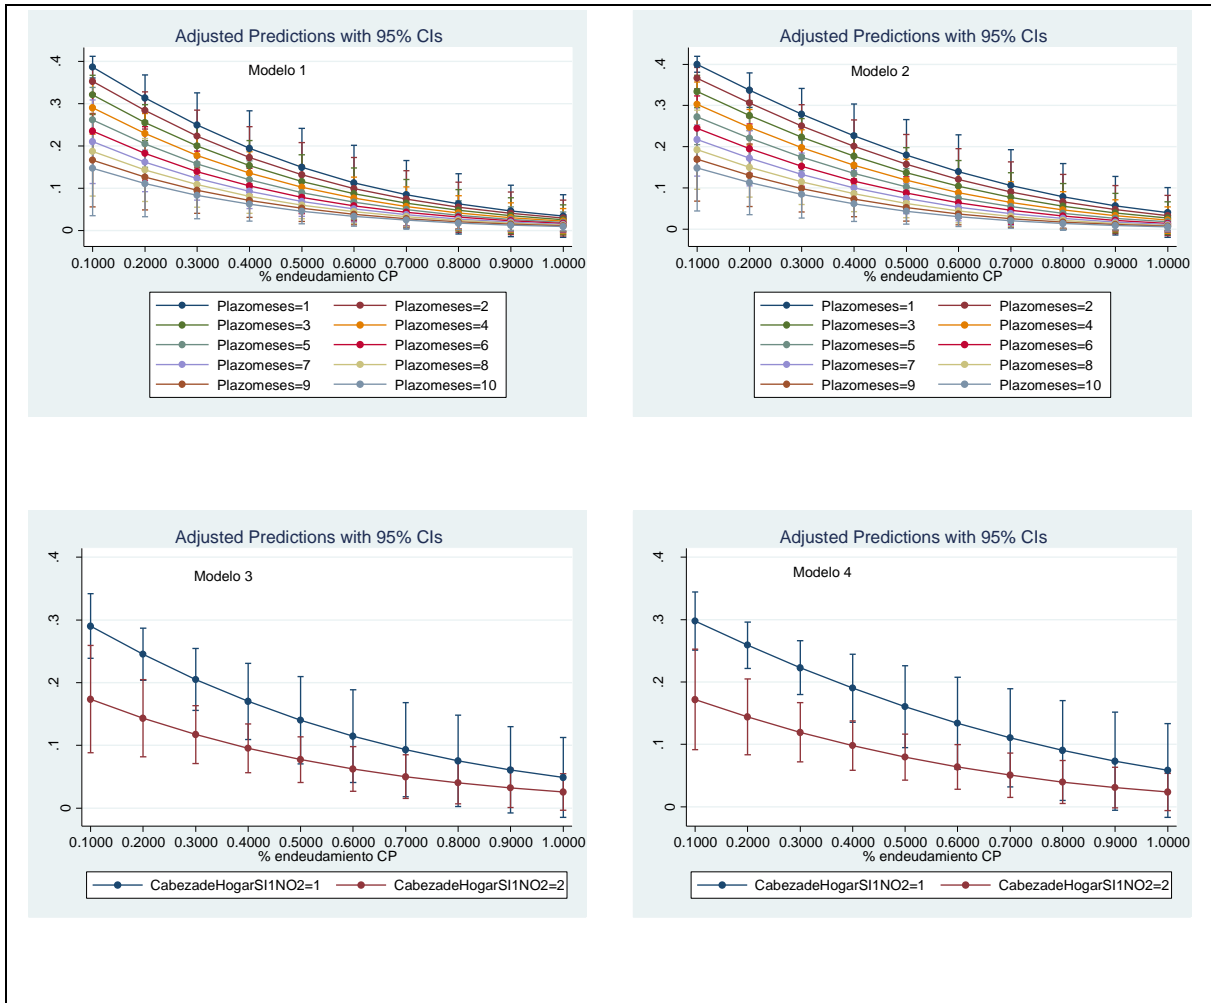 Adjusted Predictions with 95% CIs
Modelo 1
.4
.3
.2
.1
0
0.1000 0.2000 0.3000 0.4000 0.5000 0.6000 0.7000 0.8000 0.9000 1.0000
% endeudamiento CP
Plazomeses=1 Plazomeses=2
Plazomeses=3 Plazomeses=4
Plazomeses=5 Plazomeses=6
Plazomeses=7 Plazomeses=8
Plazomeses=9 Plazomeses=10
Adjusted Predictions with 95% CIs
Modelo 2
.4
.3
.2
.1
0
0.1000 0.2000 0.3000 0.4000 0.5000 0.6000 0.7000 0.8000 0.9000 1.0000
% endeudamiento CP
Plazomeses=1 Plazomeses=2
Plazomeses=3 Plazomeses=4
Plazomeses=5 Plazomeses=6
Plazomeses=7 Plazomeses=8
Plazomeses=9 Plazomeses=10
Adjusted Predictions with 95% CIs
Modelo 3
.4
.3
.2
.1
0
0.1000 0.2000 0.3000 0.4000 0.5000 0.6000 0.7000 0.8000 0.9000 1.0000
% endeudamiento CP
CabezadeHogarSI1NO2=1 CabezadeHogarSI1NO2=2
Adjusted Predictions with 95% CIs
Modelo 4
.4
.3
.2
.1
0
0.1000 0.2000 0.3000 0.4000 0.5000 0.6000 0.7000 0.8000 0.9000 1.0000
% endeudamiento CP
CabezadeHogarSI1NO2=1 CabezadeHogarSI1NO2=2